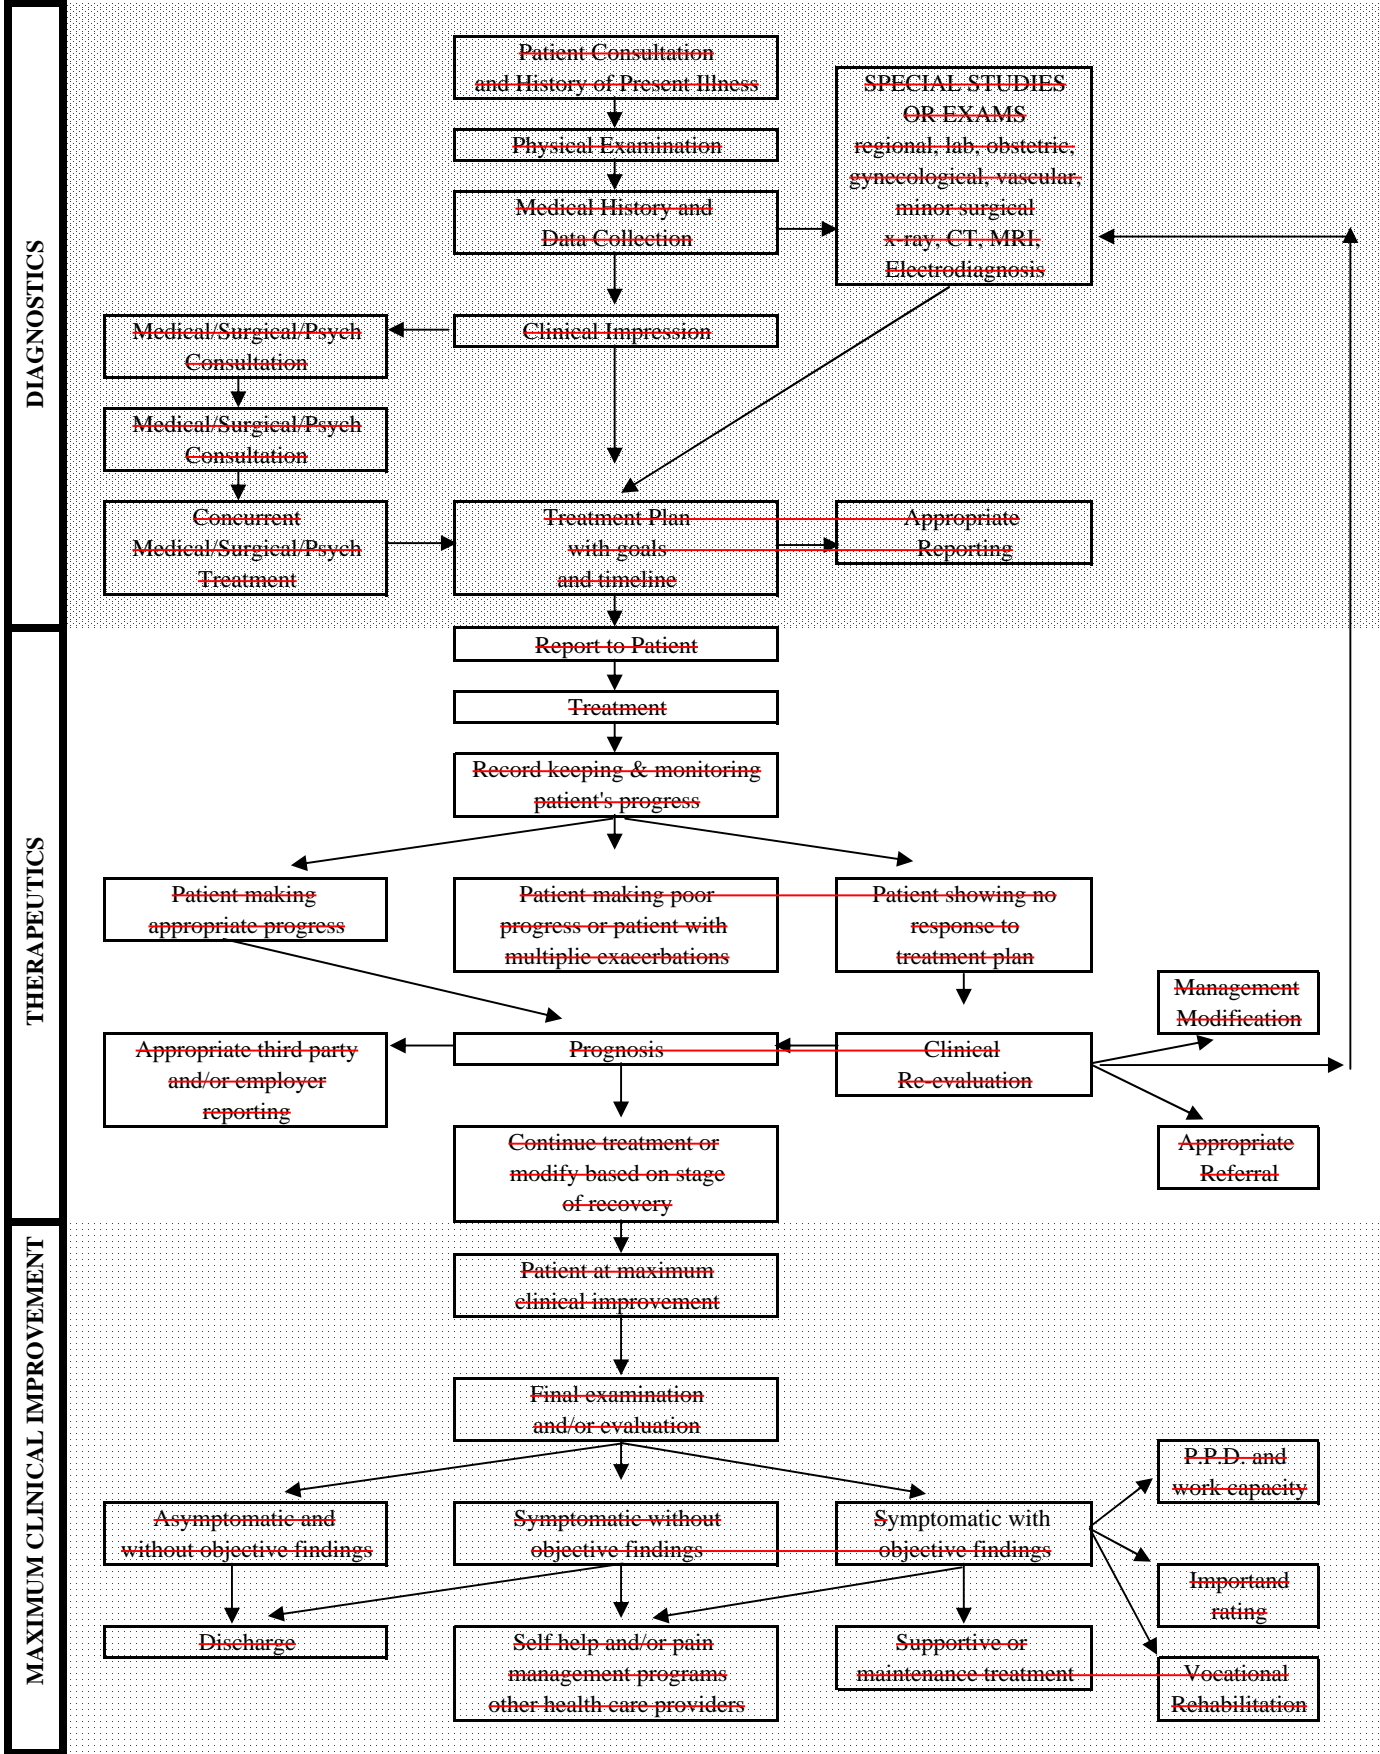 DIAGNOSTICS
Patient Consultation
and History of Present Illness
SPECIAL STUDIES
OR EXAMS
regional, lab, obstetric,
gynecological, vascular,
minor surgical
x-ray, CT, MRI,
Electrodiagnosis
Physical Examination
Medical History and
Data Collection
Medical/Surgical/Psych
Consultation
Clinical Impression
Medical/Surgical/Psych
Consultation
Concurrent
Medical/Surgical/Psych
Treatment
Treatment Plan
with goals
and timeline
Appropriate
Reporting
THERAPEUTICS
Report to Patient
Treatment
Record keeping & monitoring
patient's progress
Patient making
appropriate progress
Patient making poor
progress or patient with
multiplic exacerbations
Patient showing no
response to
treatment plan
Management
Modification
Appropriate third party
and/or employer
reporting
Prognosis
Clinical
Re-evaluation
Continue treatment or
modify based on stage
of recovery
Appropriate
Referral
MAXIMUM CLINICAL IMPROVEMENT
Patient at maximum
clinical improvement
Final examination
and/or evaluation
P.P.D. and
work capacity
Asymptomatic and
without objective findings
Symptomatic without
objective findings
Symptomatic with
objective findings
Importand
rating
Discharge
Self help and/or pain
management programs
other health care providers
Supportive or
maintenance treatment
Vocational
Rehabilitation